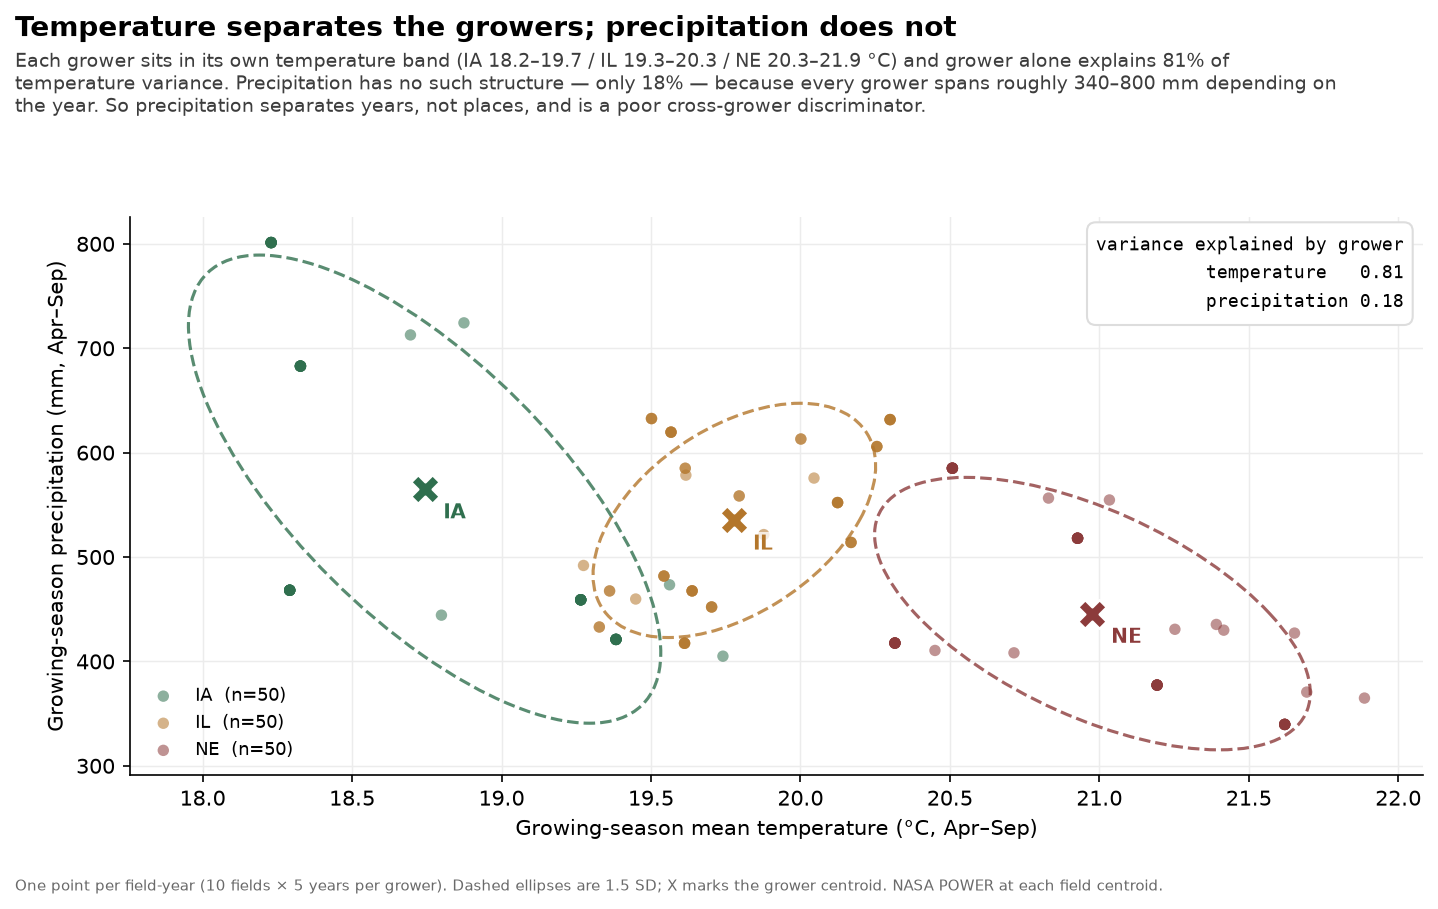 Temperature separates the growers; precipitation does not
Each grower sits in its own temperature band (IA 18.2–19.7 / IL 19.3–20.3 / NE 20.3–21.9 °C) and grower alone explains 81% of
temperature variance. Precipitation has no such structure — only 18% — because every grower spans roughly 340–800 mm depending on
the year. So precipitation separates years, not places, and is a poor cross-grower discriminator.
variance explained by grower
temperature 0.81
precipitation 0.18
Growing-season precipitation (mm, Apr–Sep)
800
700
600
500
400
300
IA
IL
NE
IA (n=50)
IL (n=50)
NE (n=50)
18.0 18.5 19.0 19.5 20.0 20.5 21.0 21.5 22.0
Growing-season mean temperature (°C, Apr–Sep)
One point per field-year (10 fields × 5 years per grower). Dashed ellipses are 1.5 SD; X marks the grower centroid. NASA POWER at each field centroid.